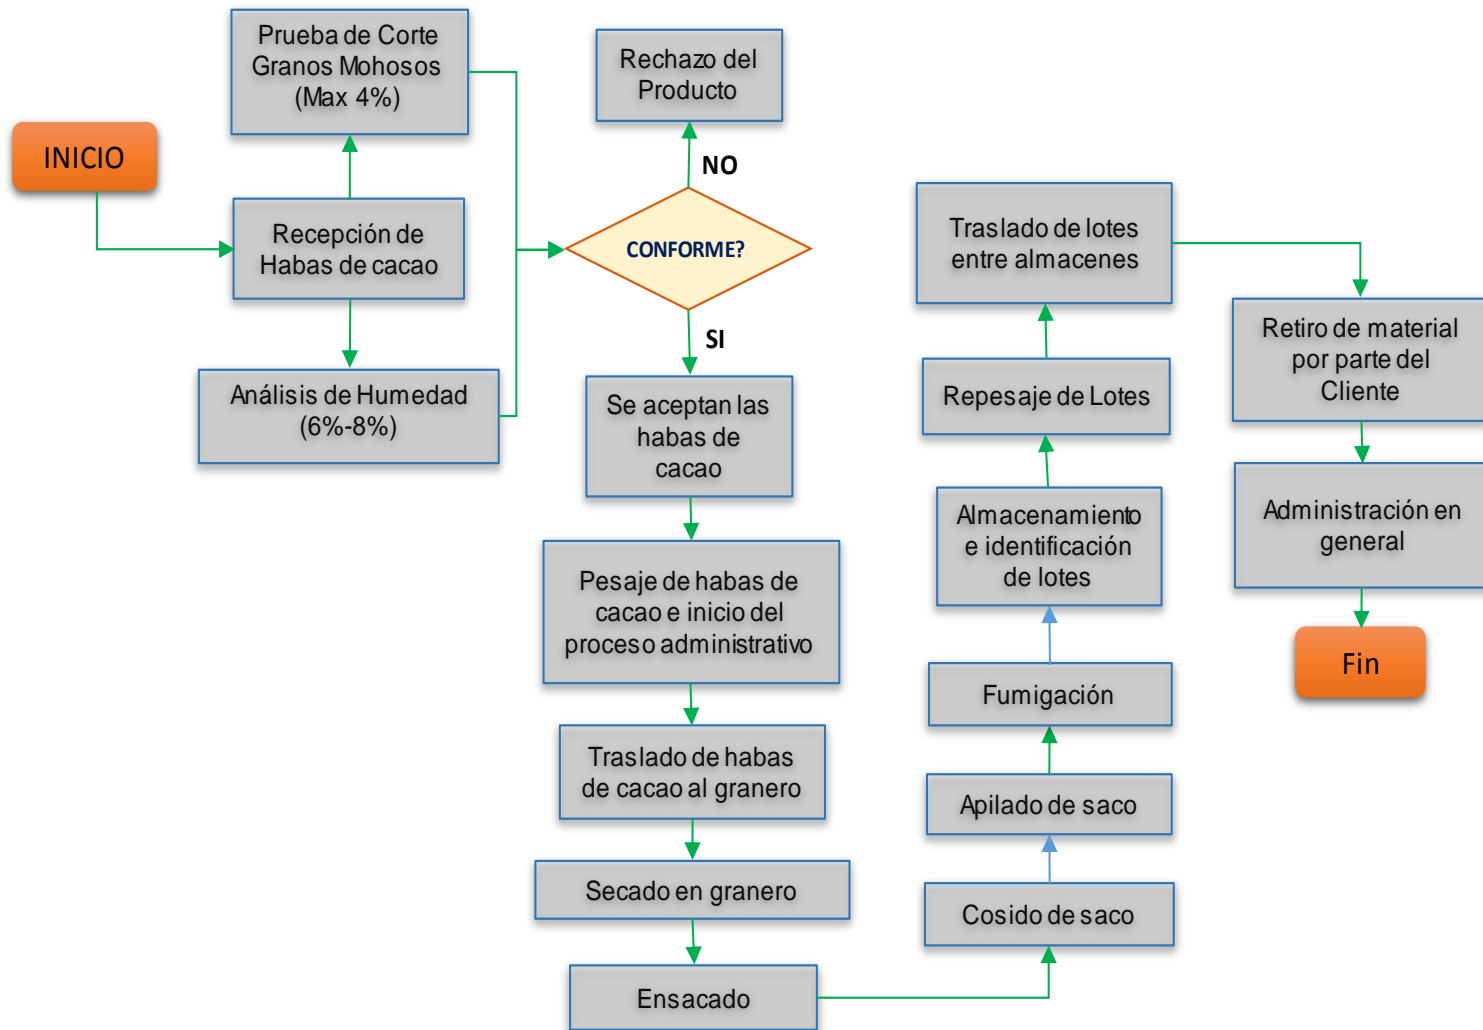 INICIO
Prueba de Corte
Granos Mohosos
(Max 4%)
Recepción de
Habas de cacao
Análisis de Humedad
(6%-8%)
Rechazo del
Producto
NO
CONFORME?
SI
Se aceptan las
habas de
cacao
Pesaje de habas de
cacao e inicio del
proceso administrativo
Traslado de habas
de cacao al granero
Secado en granero
Ensacado
Cosido de saco
Apilado de saco
Fumigación
Almacenamiento
e identificación
de lotes
Repesaje de Lotes
Traslado de lotes
entre almacenes
Retiro de material
por parte del
Cliente
Administración en
general
Fin